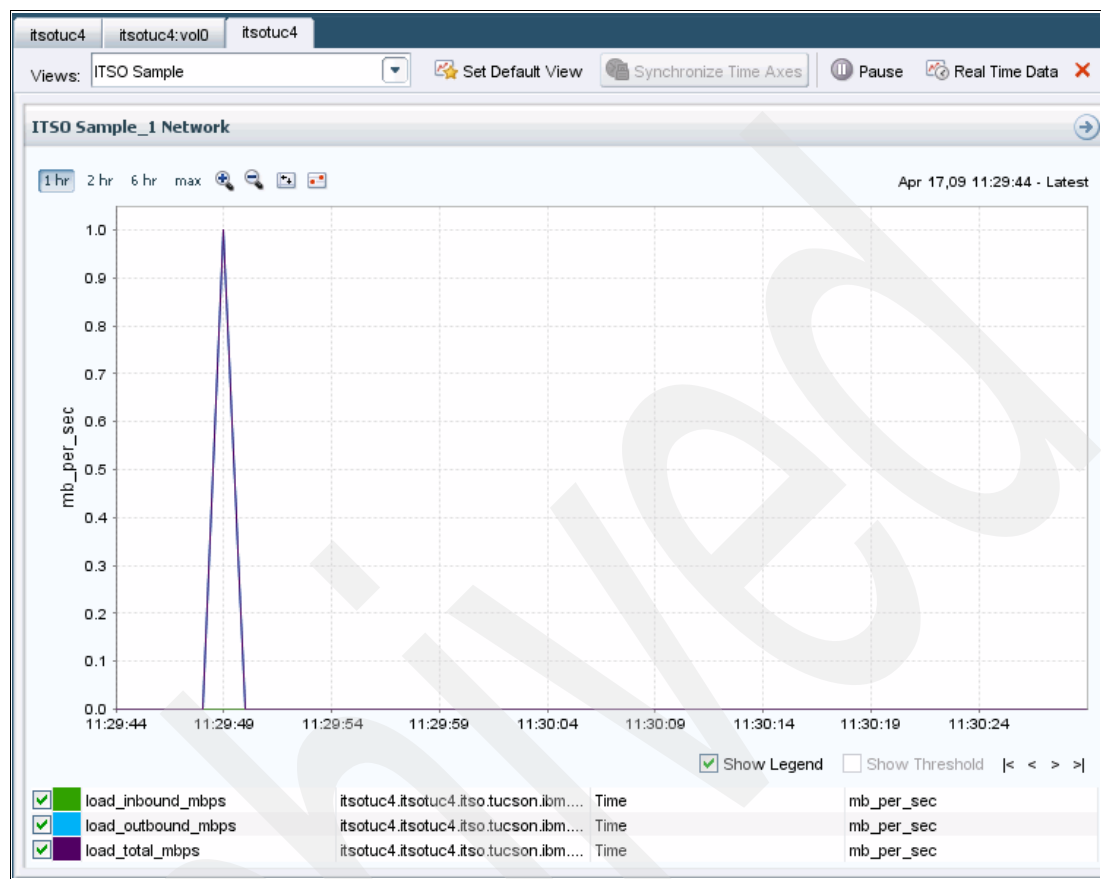 itsotuc4 itsotuc4:vol0 itsotuc4
Views: ITSO Sample Set Default View Synchronize Time Axes Pause Real Time Data
ITSO Sample_1 Network
1 hr 2 hr 6 hr max Apr 17,09 11:29:44 - Latest
1.0
0.9
0.8
0.7
0.6
0.5
0.4
0.3
0.2
0.1
0.0
mb_per_sec
11:29:44 11:29:49 11:29:54 11:29:59 11:30:04 11:30:09 11:30:14 11:30:19 11:30:24
Show Legend Show Threshold |< < > >|
load_inbound_mbps itsotuc4.itsotuc4.itso.tucson.ibm.... Time mb_per_sec
load_outbound_mbps itsotuc4.itsotuc4.itso.tucson.ibm.... Time mb_per_sec
load_total_mbps itsotuc4.itsotuc4.itso.tucson.ibm.... Time mb_per_sec